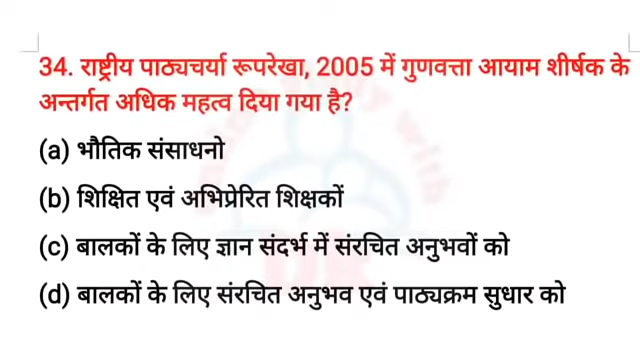 34. राष्ट्रीय पाठ्यचर्या रूपरेखा, 2005 में गुणवत्ता आयाम शीर्षक के
अन्तर्गत अधिक महत्व दिया गया है?
(a) भौतिक संसाधनो
(b) शिक्षित एवं अभिप्रेरित शिक्षकों
(c) बालकों के लिए ज्ञान संदर्भ में संरचित अनुभवों को
(d) बालकों के लिए संरचित अनुभव एवं पाठ्यक्रम सुधार को